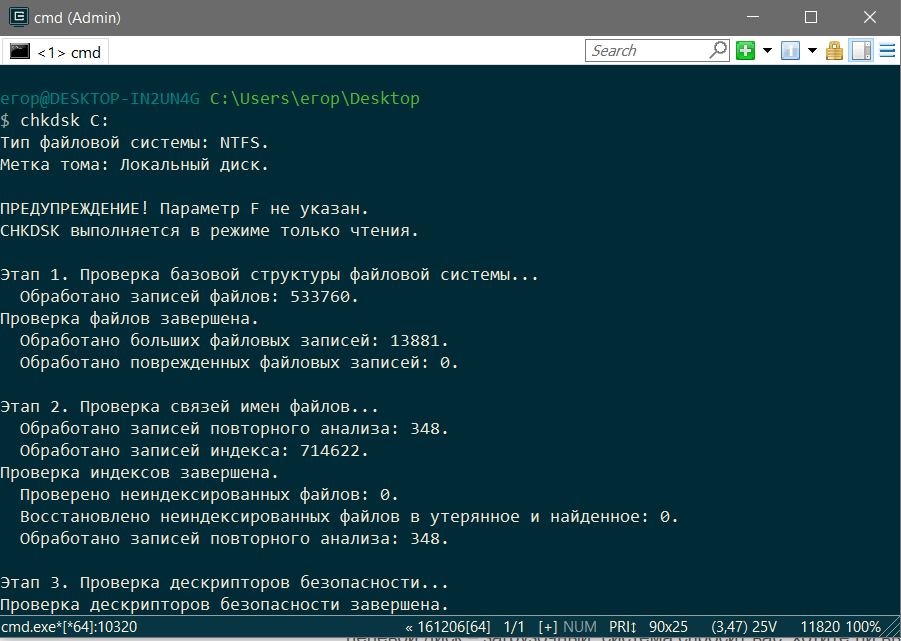 cmd (Admin)
<1> cmd
Search
erop@DESKTOP-IN2UN4G C:\Users\erop\Desktop
$ chkdsk C:
Тип файловой системы: NTFS.
Метка тома: Локальный диск.
ПРЕДУПРЕЖДЕНИЕ! Параметр F не указан.
CHKDSK выполняется в режиме только чтения.
Этап 1. Проверка базовой структуры файловой системы...
Обработано записей файлов: 533760.
Проверка файлов завершена.
Обработано больших файловых записей: 13881.
Обработано поврежденных файловых записей: 0.
Этап 2. Проверка связей имен файлов...
Обработано записей повторного анализа: 348.
Обработано записей индекса: 714622.
Проверка индексов завершена.
Проверено неиндексированных файлов: 0.
Восстановлено неиндексированных файлов в утерянное и найденное: 0.
Обработано записей повторного анализа: 348.
Этап 3. Проверка дескрипторов безопасности...
Проверка дескрипторов безопасности завершена.
cmd.exe*[*64]:10320 « 161206[64] 1/1 [+] NUM PRI↕ 90x25 (3,47) 25V 11820 100%